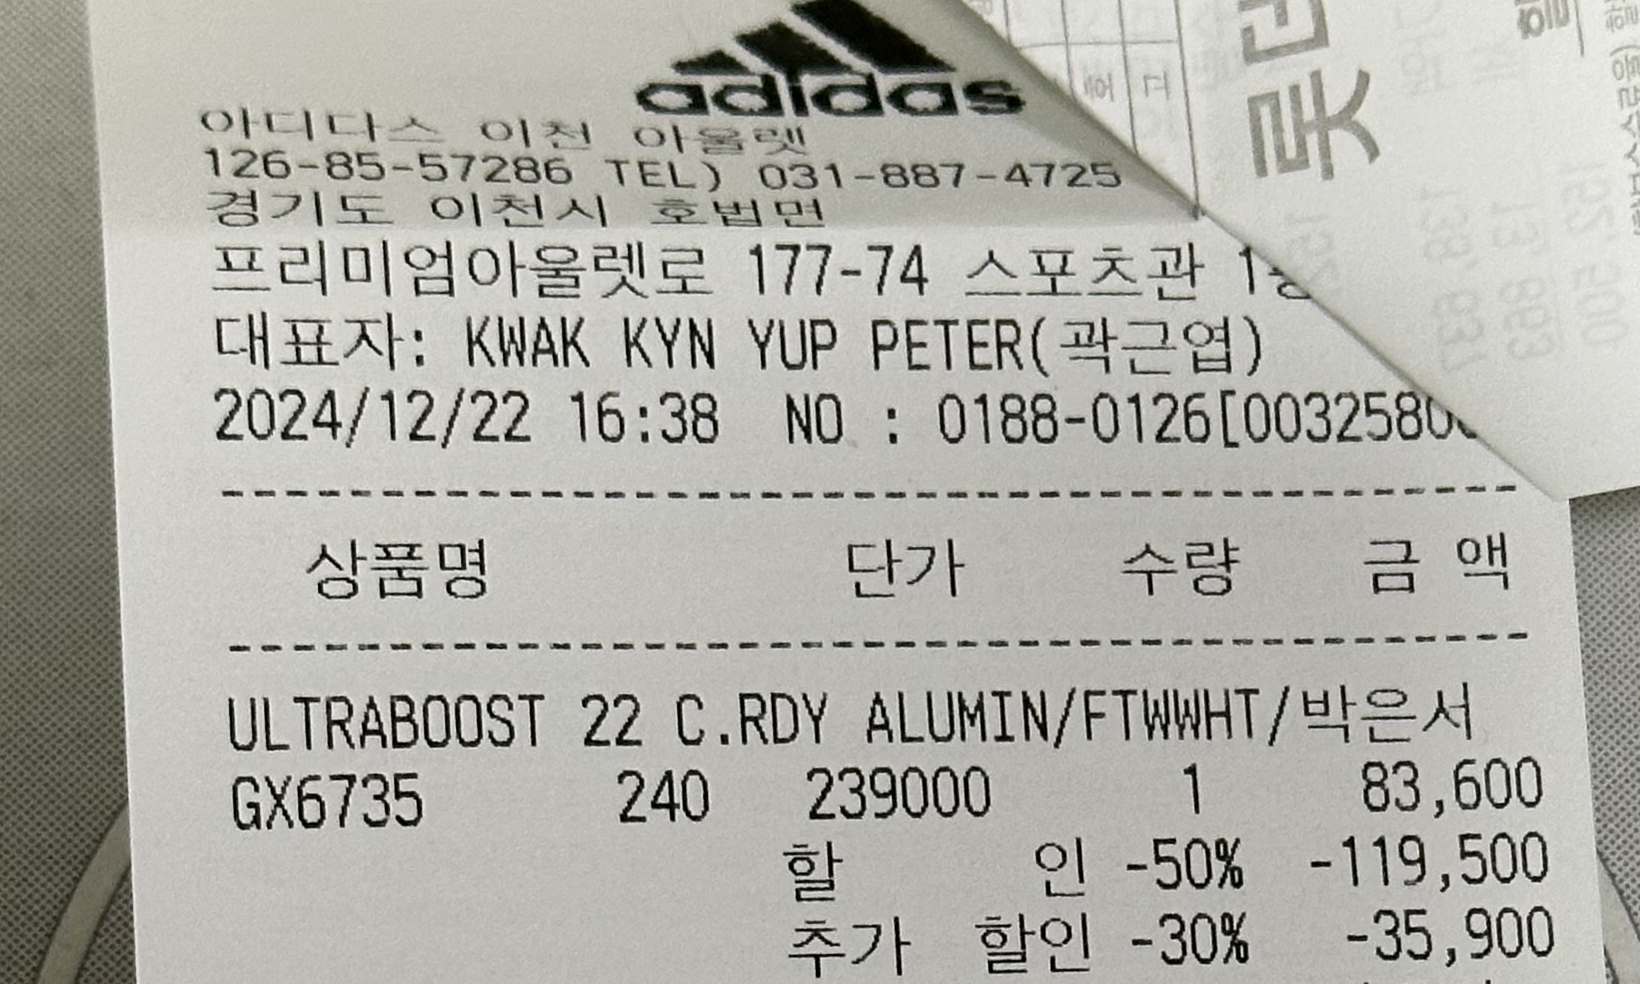 adidas
아디다스 이천 아울렛
126-85-57286 TEL) 031-887-4725
경기도 이천시 호법면
프리미엄아울렛로 177-74 스포츠관
대표자: KWAK KYN YUP PETER(곽근엽)
2024/12/22 16:38 NO : 0188-0126[00325800
상품명 단가 수량 금 액
ULTRABOOST 22 C.RDY ALUMIN/FTWWHT/박은서
GX6735 240 239000 1 83,600
할 인 -50% -119,500
추가 할인 -30% -35,900